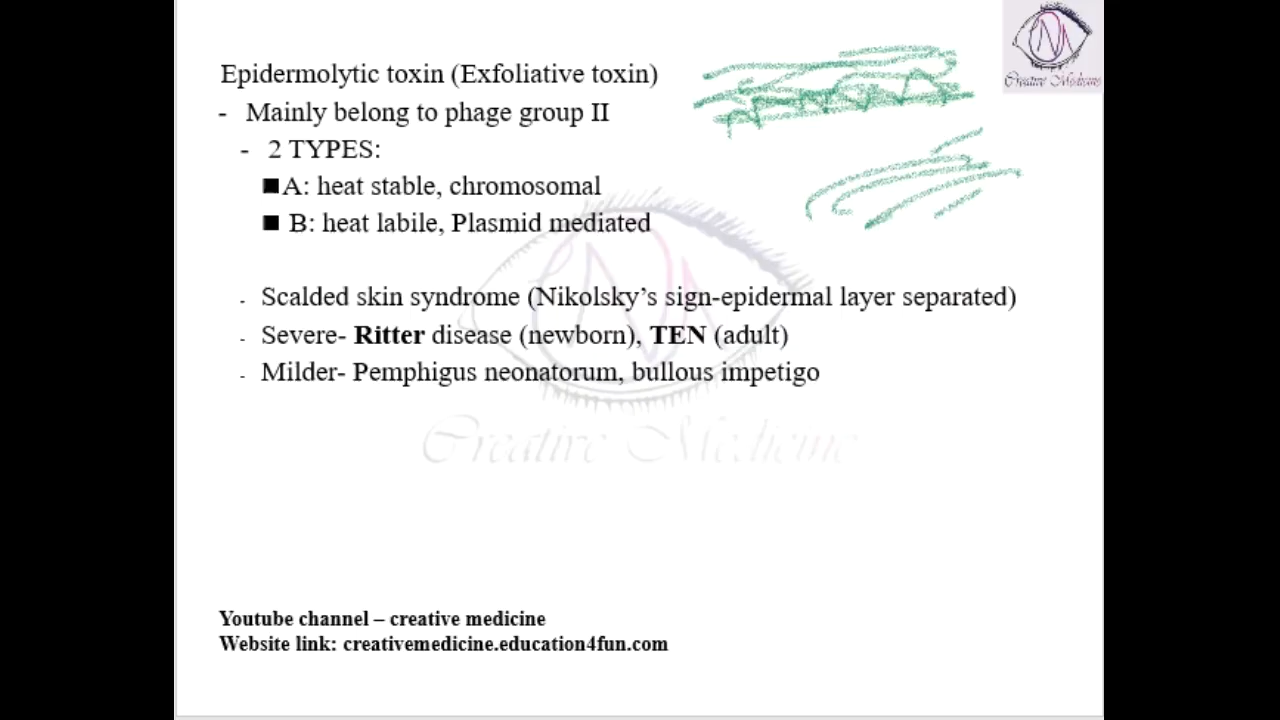 Creative Medicine
Epidermolytic toxin (Exfoliative toxin)
- Mainly belong to phage group II
- 2 TYPES:
■A: heat stable, chromosomal
■ B: heat labile, Plasmid mediated
- Scalded skin syndrome (Nikolsky’s sign-epidermal layer separated)
- Severe- Ritter disease (newborn), TEN (adult)
- Milder- Pemphigus neonatorum, bullous impetigo
Creative Medicine
Youtube channel – creative medicine
Website link: creativemedicine.education4fun.com